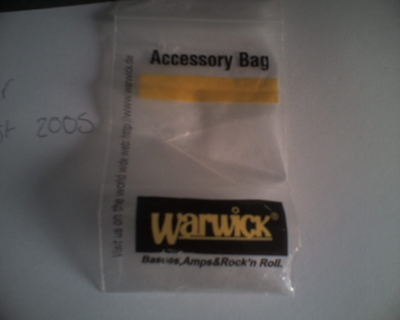 Accessory Bag
2005
Visit us on the world wide web http://www.warwick.de
Warwick®
Basses,Amps&Rock'n Roll.